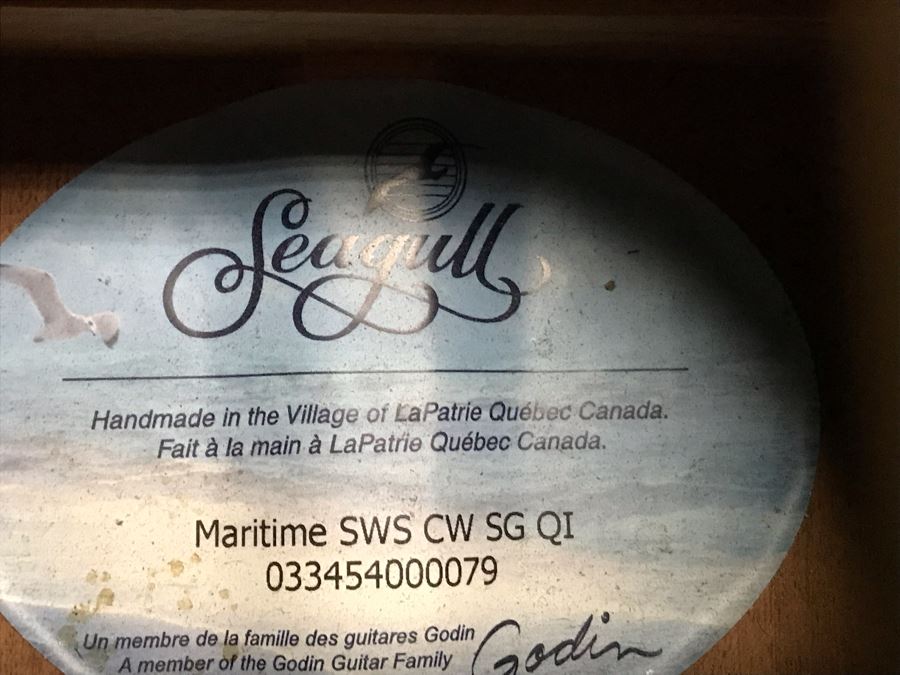 Seagull
Handmade in the Village of LaPatrie Québec Canada.
Fait à la main à LaPatrie Québec Canada.
Maritime SWS CW SG QI
033454000079
Un membre de la famille des guitares Godin
A member of the Godin Guitar Family
Godin